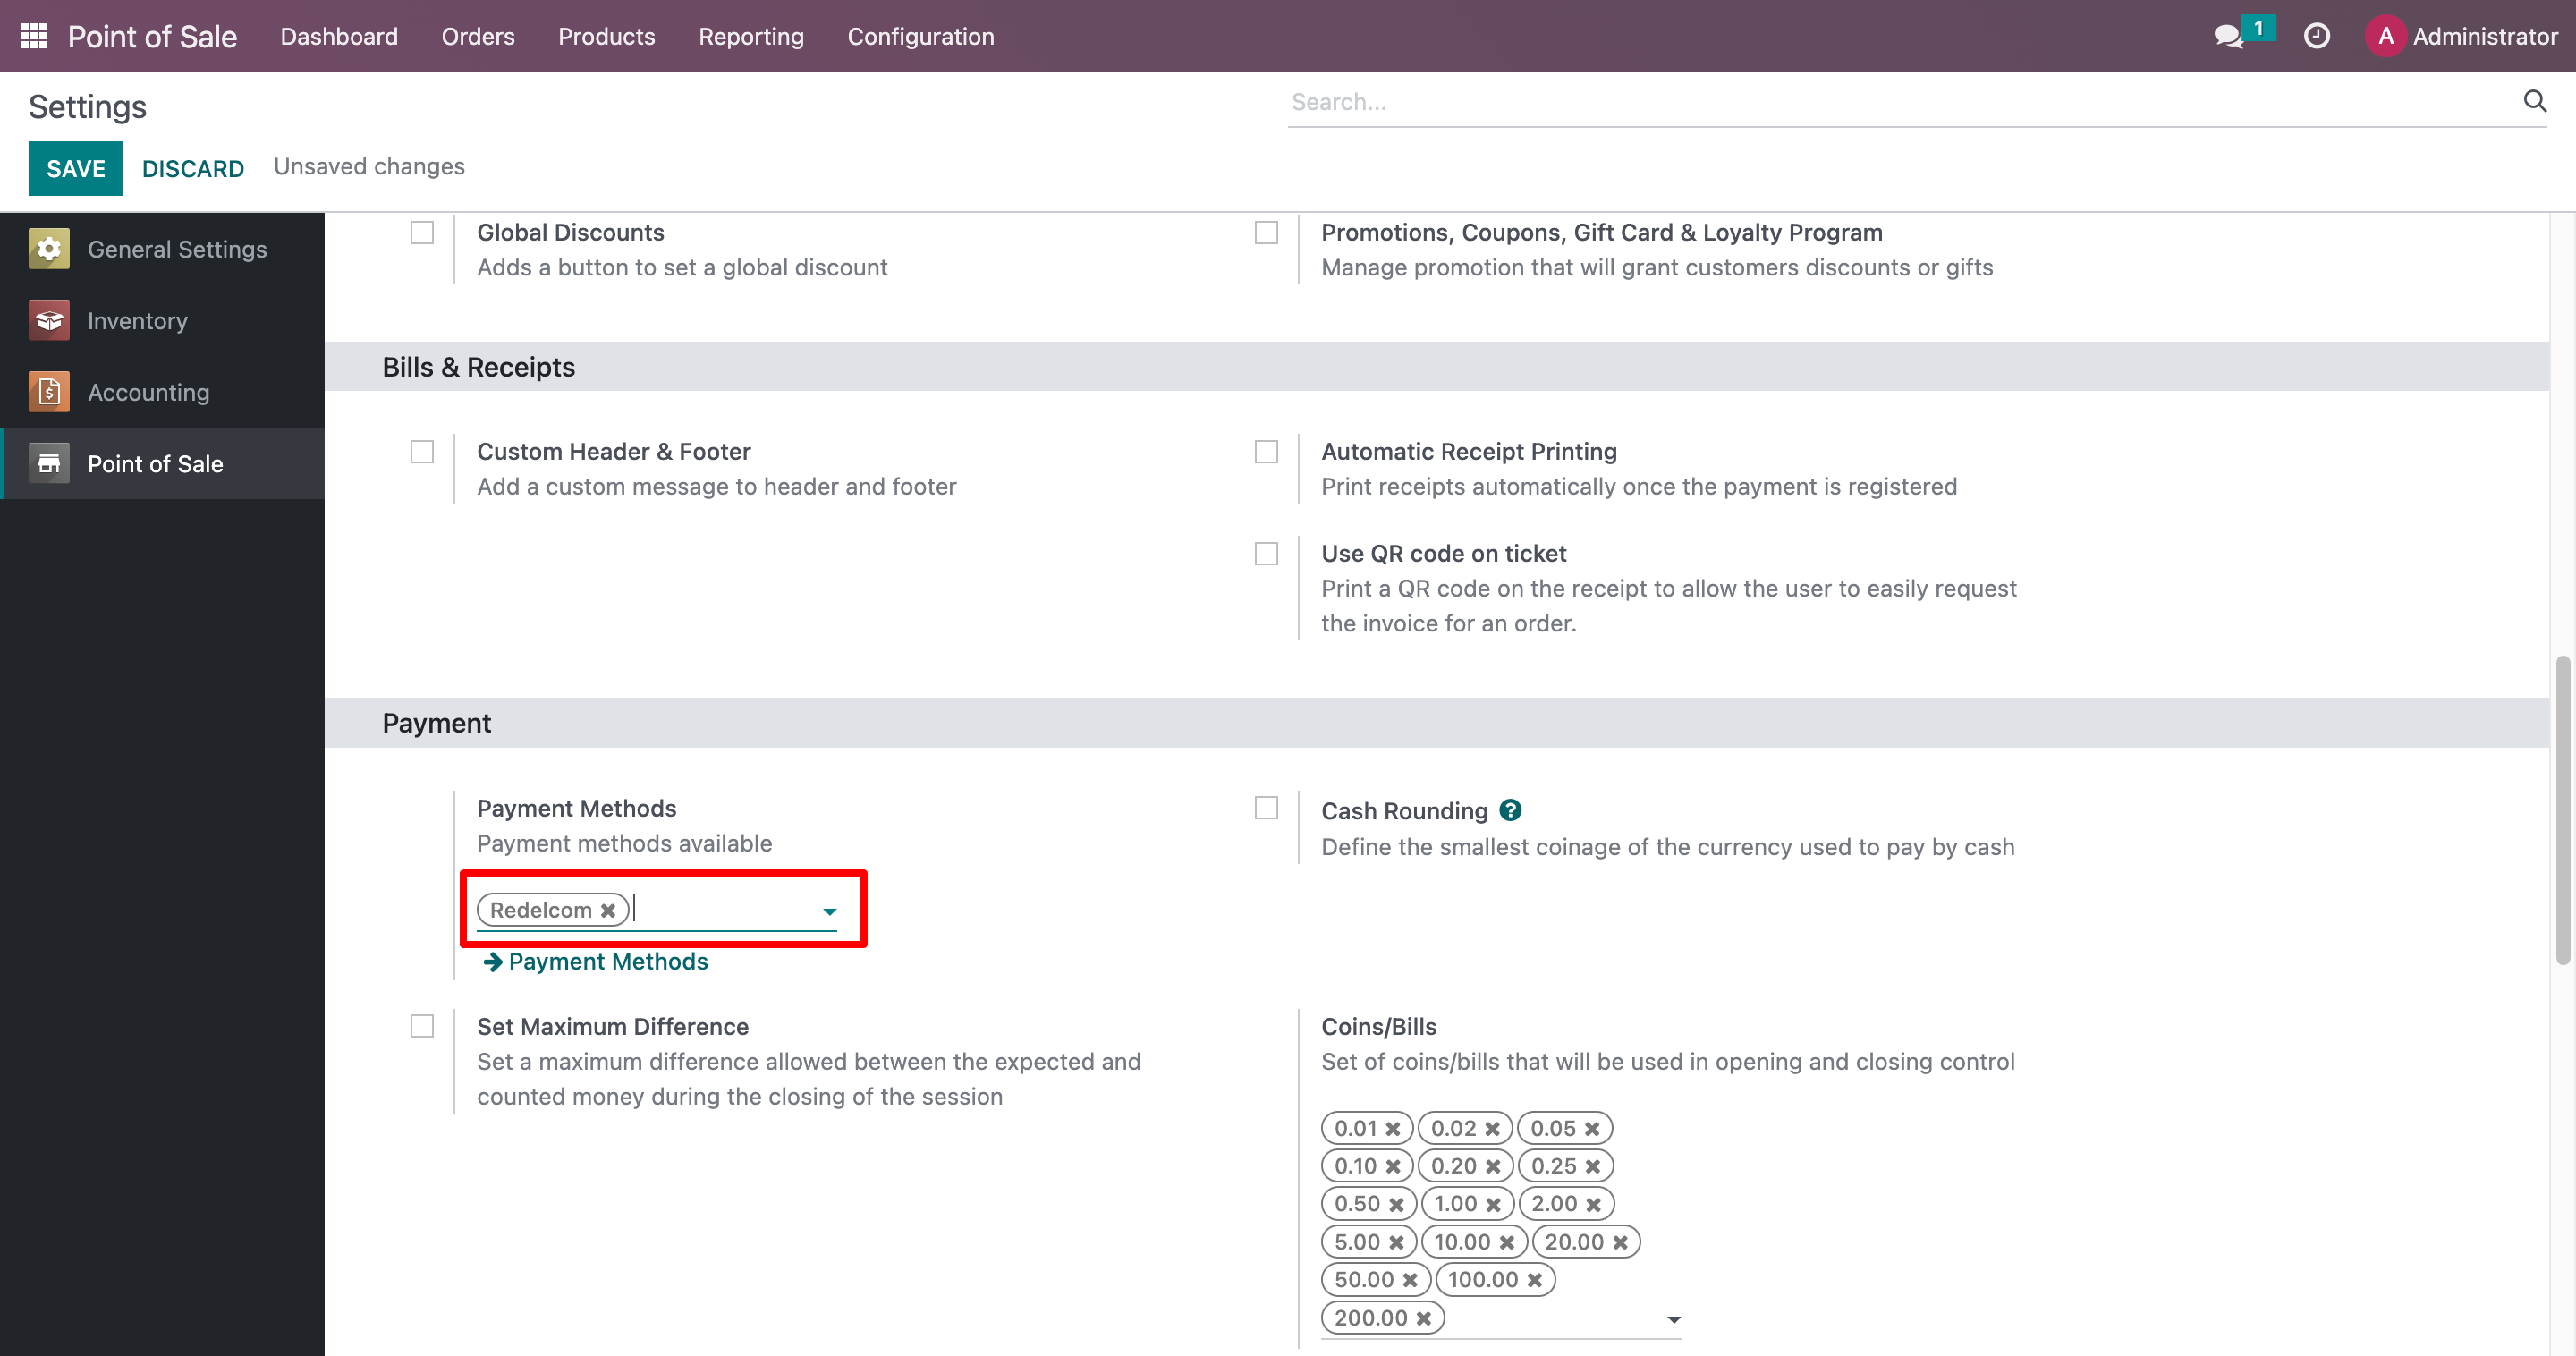 Point of Sale Dashboard Orders Products Reporting Configuration 1 A Administrator
Settings
Search...
SAVE DISCARD Unsaved changes
General Settings
Inventory
Accounting
Point of Sale
Global Discounts
Adds a button to set a global discount
Promotions, Coupons, Gift Card & Loyalty Program
Manage promotion that will grant customers discounts or gifts
Bills & Receipts
Custom Header & Footer
Add a custom message to header and footer
Automatic Receipt Printing
Print receipts automatically once the payment is registered
Use QR code on ticket
Print a QR code on the receipt to allow the user to easily request
the invoice for an order.
Payment
Payment Methods
Payment methods available
Redelcom
Payment Methods
Cash Rounding ?
Define the smallest coinage of the currency used to pay by cash
Set Maximum Difference
Set a maximum difference allowed between the expected and
counted money during the closing of the session
Coins/Bills
Set of coins/bills that will be used in opening and closing control
0.01 0.02 0.05
0.10 0.20 0.25
0.50 1.00 2.00
5.00 10.00 20.00
50.00 100.00
200.00